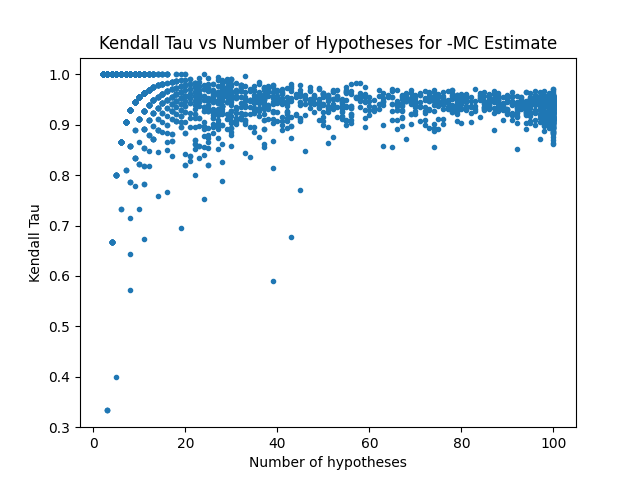 Kendall Tau vs Number of Hypotheses for -MC Estimate
1.0
0.9
0.8
0.7
0.6
0.5
0.4
0.3
Kendall Tau
0 20 40 60 80 100
Number of hypotheses